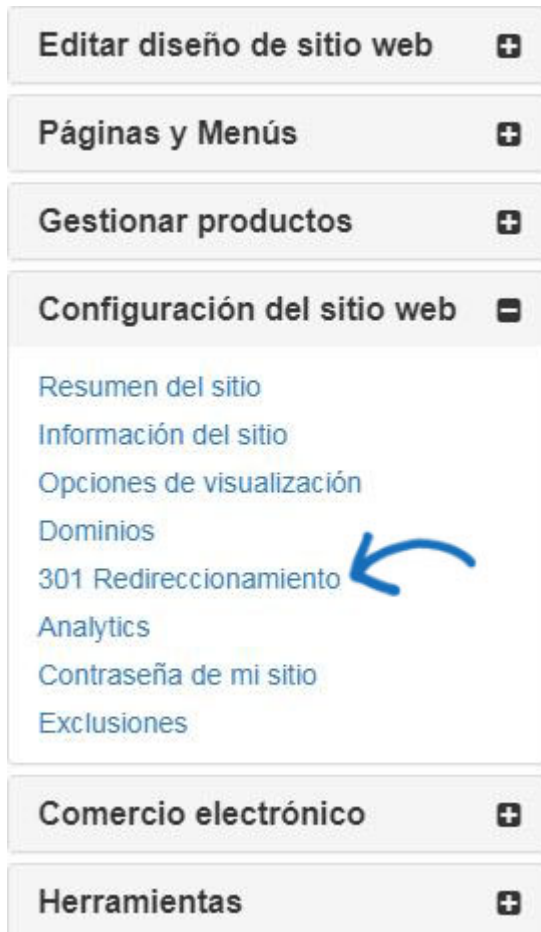 Editar diseño de sitio web
Páginas y Menús
Gestionar productos
Configuración del sitio web
Resumen del sitio
Información del sitio
Opciones de visualización
Dominios
301 Redireccionamiento
Analytics
Contraseña de mi sitio
Exclusiones
Comercio electrónico
Herramientas